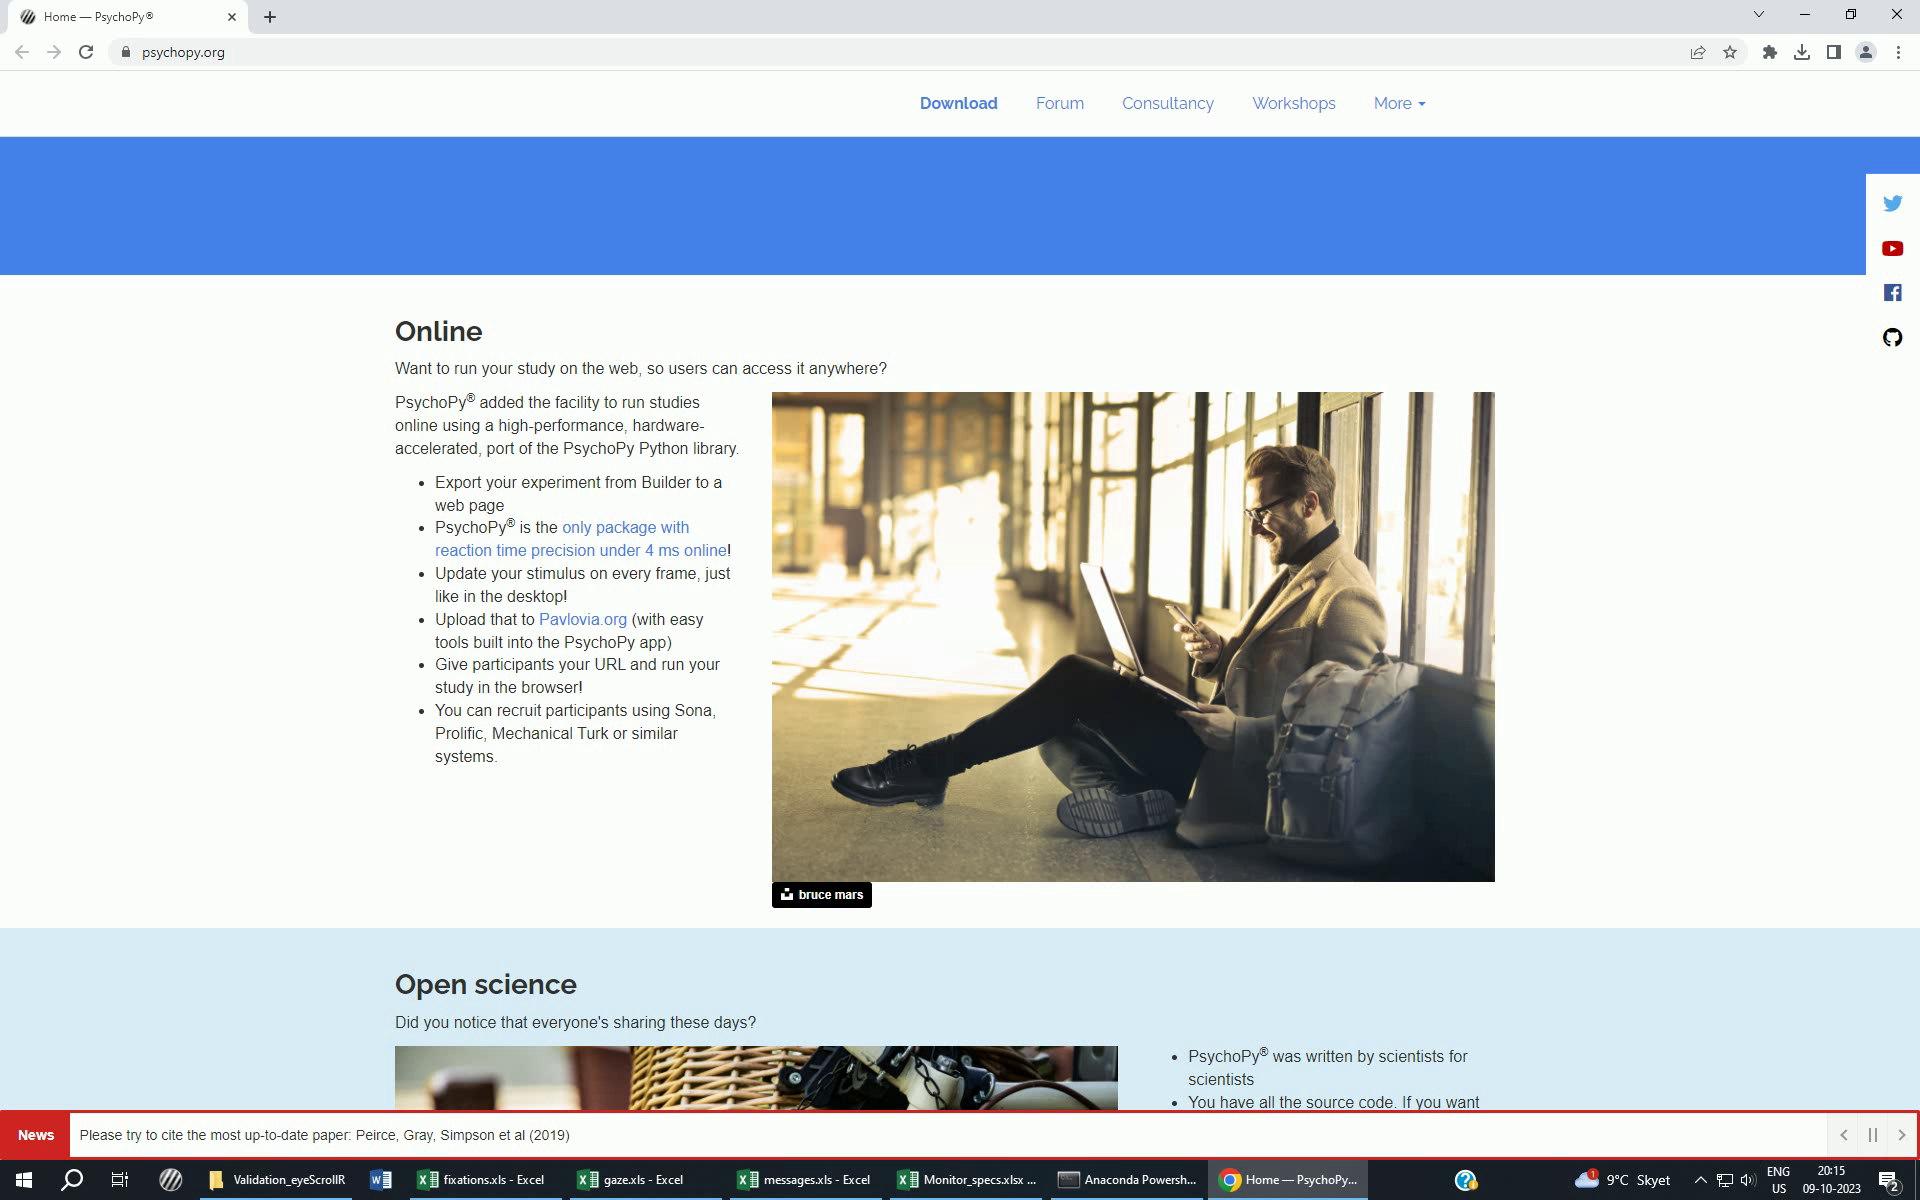 Home — PsychoPy®
psychopy.org
Download Forum Consultancy Workshops More
Online
Want to run your study on the web, so users can access it anywhere?
PsychoPy® added the facility to run studies
online using a high-performance, hardware-
accelerated, port of the PsychoPy Python library.
Export your experiment from Builder to a
web page
PsychoPy® is the only package with
reaction time precision under 4 ms online!
Update your stimulus on every frame, just
like in the desktop!
Upload that to Pavlovia.org (with easy
tools built into the PsychoPy app)
Give participants your URL and run your
study in the browser!
You can recruit participants using Sona,
Prolific, Mechanical Turk or similar
systems.
bruce mars
Open science
Did you notice that everyone's sharing these days?
PsychoPy® was written by scientists for
scientists
You have all the source code. If you want
News Please try to cite the most up-to-date paper: Peirce, Gray, Simpson et al (2019)
Validation_eyeScrollR fixations.xls - Excel gaze.xls - Excel messages.xls - Excel Monitor_specs.xlsx ... Anaconda Powersh... Home — PsychoPy... 1 9°C Skyet ENG 20:15
US 09-10-2023 2